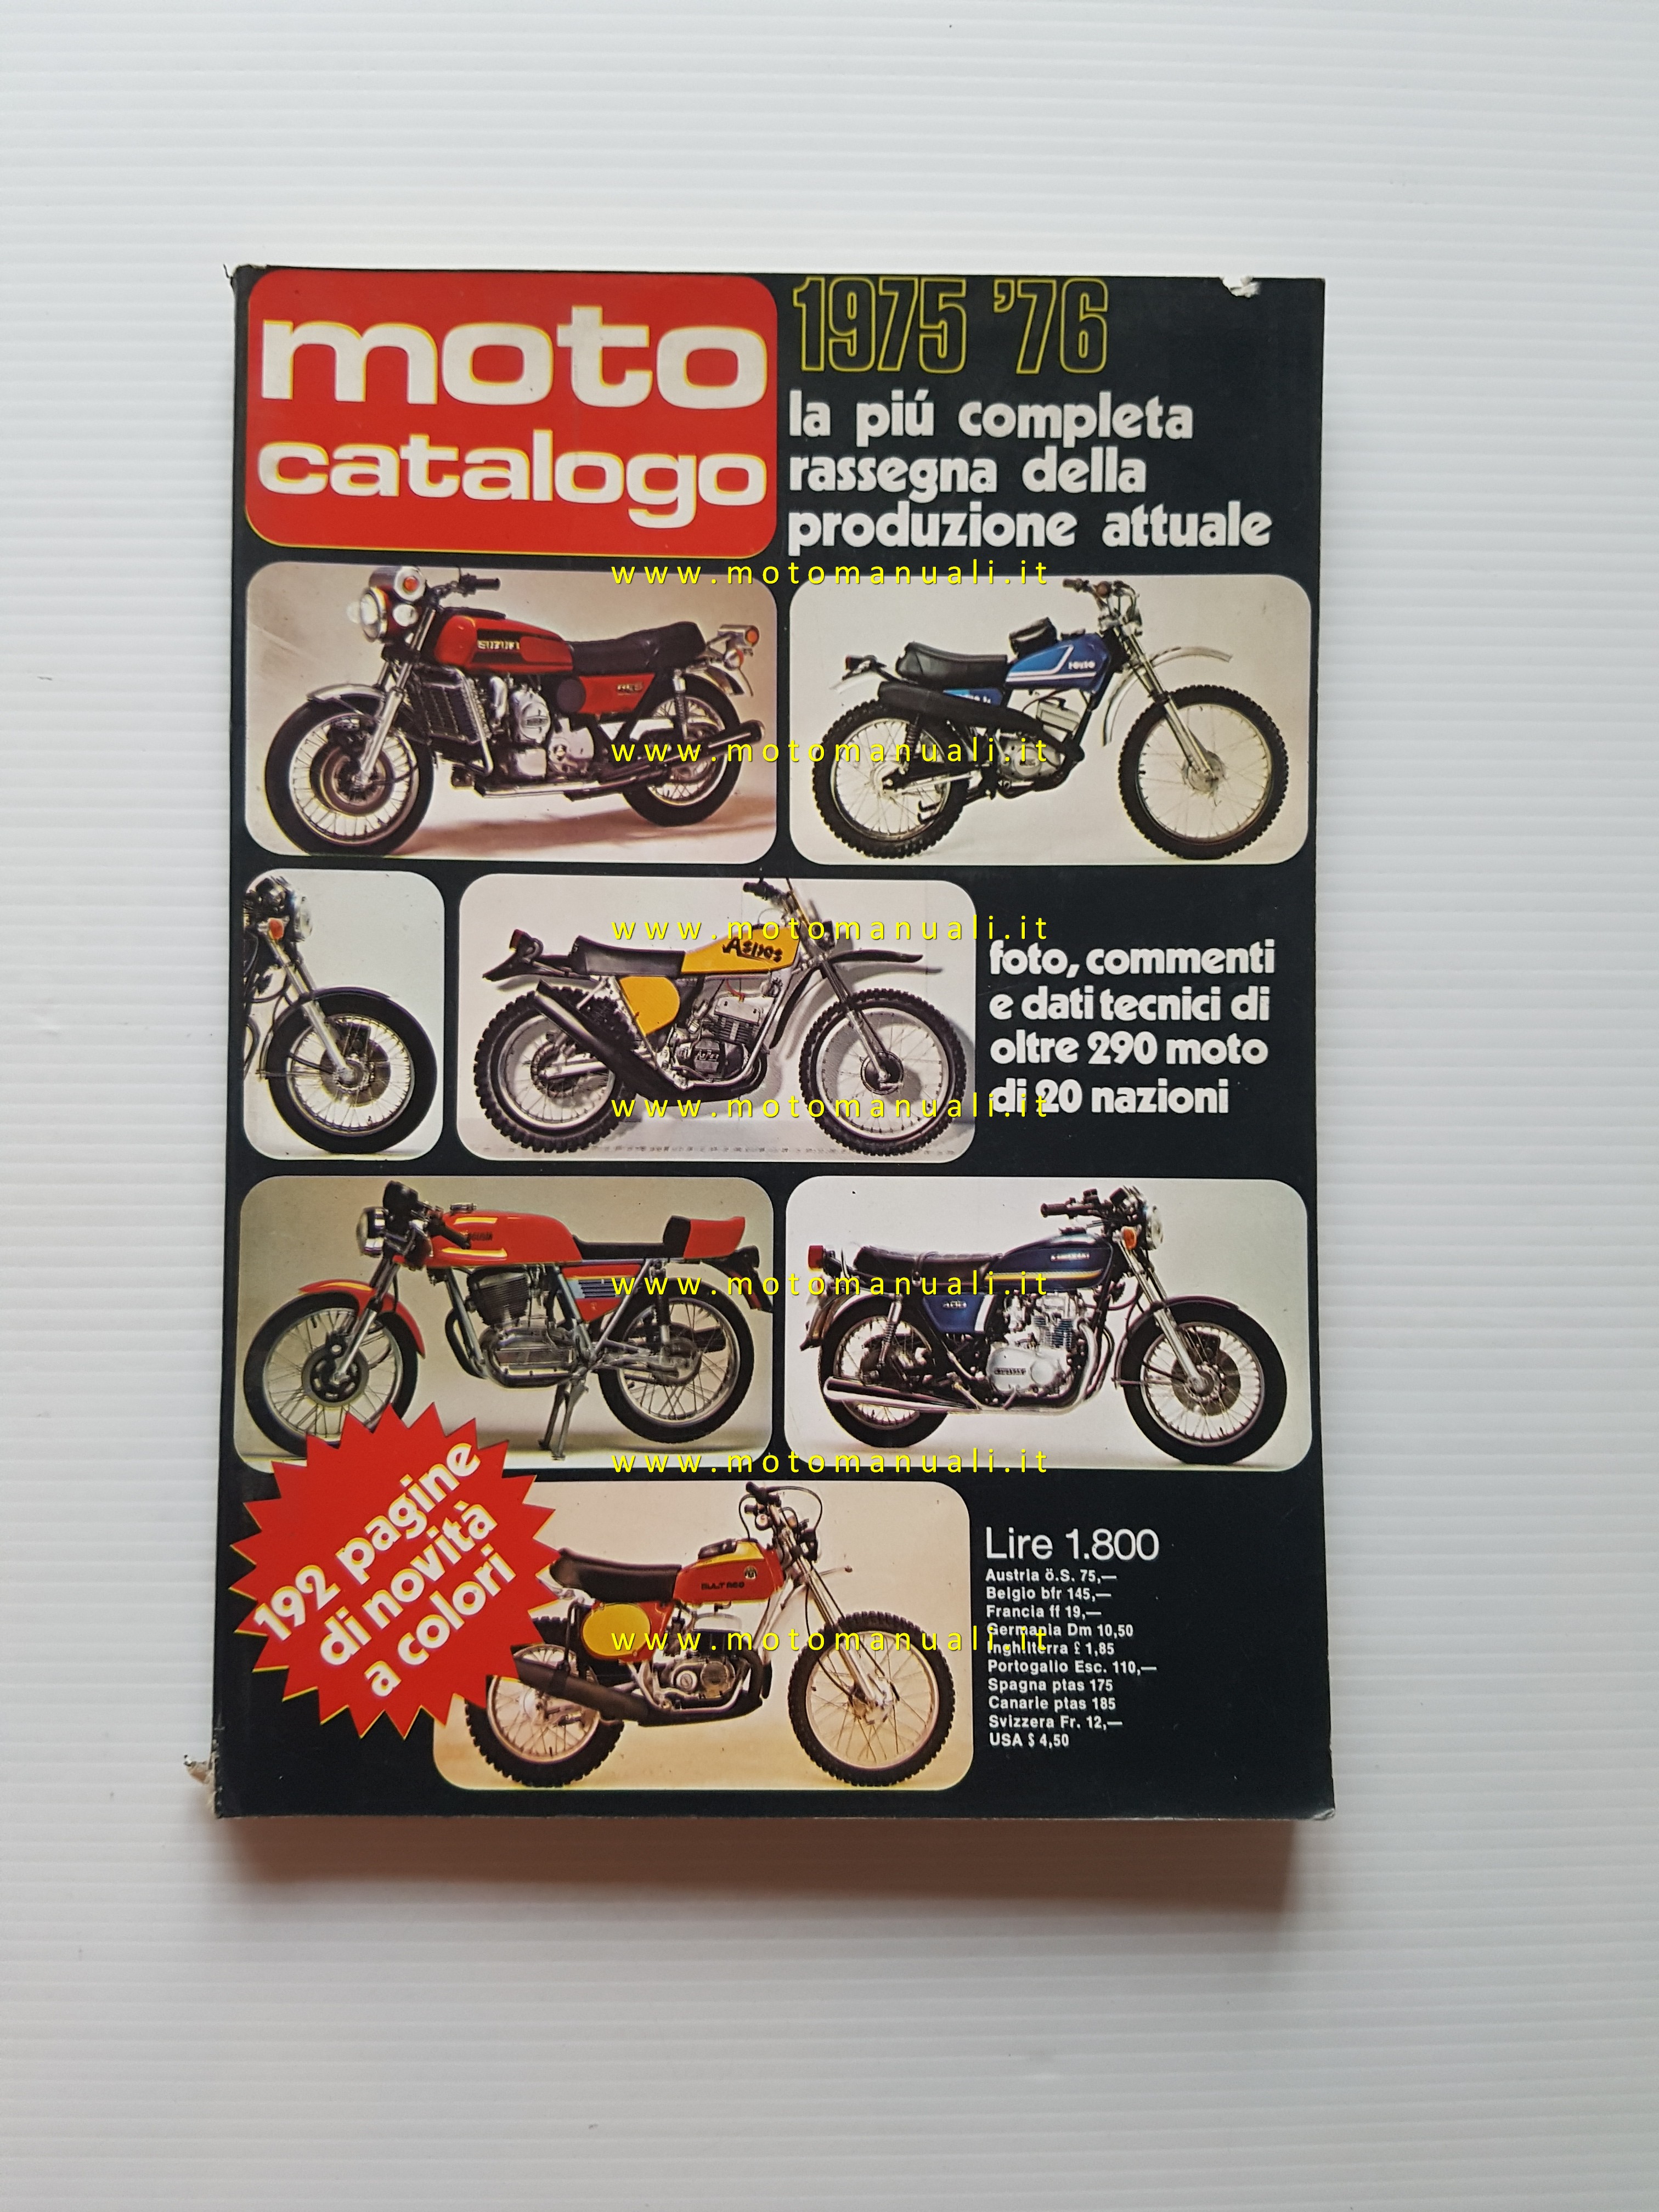 moto
catalogo
1975 '76
la piú completa
rassegna della
produzione attuale
www.motomanuali.it
SUZUKI
RE5
www.motomanuali.it
www.motomanuali.it
foto, commenti
e dati tecnici di
oltre 290 moto
di 20 nazioni
www.motomanuali.it
KAWASAKI
400
www.motomanuali.it
www.motomanuali.it
192 pagine
di novità
a colori
BULTACO
Lire 1.800
Austria ö.S. 75,—
Belgio bfr 145,—
Francia ff 19,—
Germania Dm 10,50
Inghilterra £ 1,85
Portogallo Esc. 110,—
Spagna ptas 175
Canarie ptas 185
Svizzera Fr. 12,—
USA $ 4,50
www.motomanuali.it